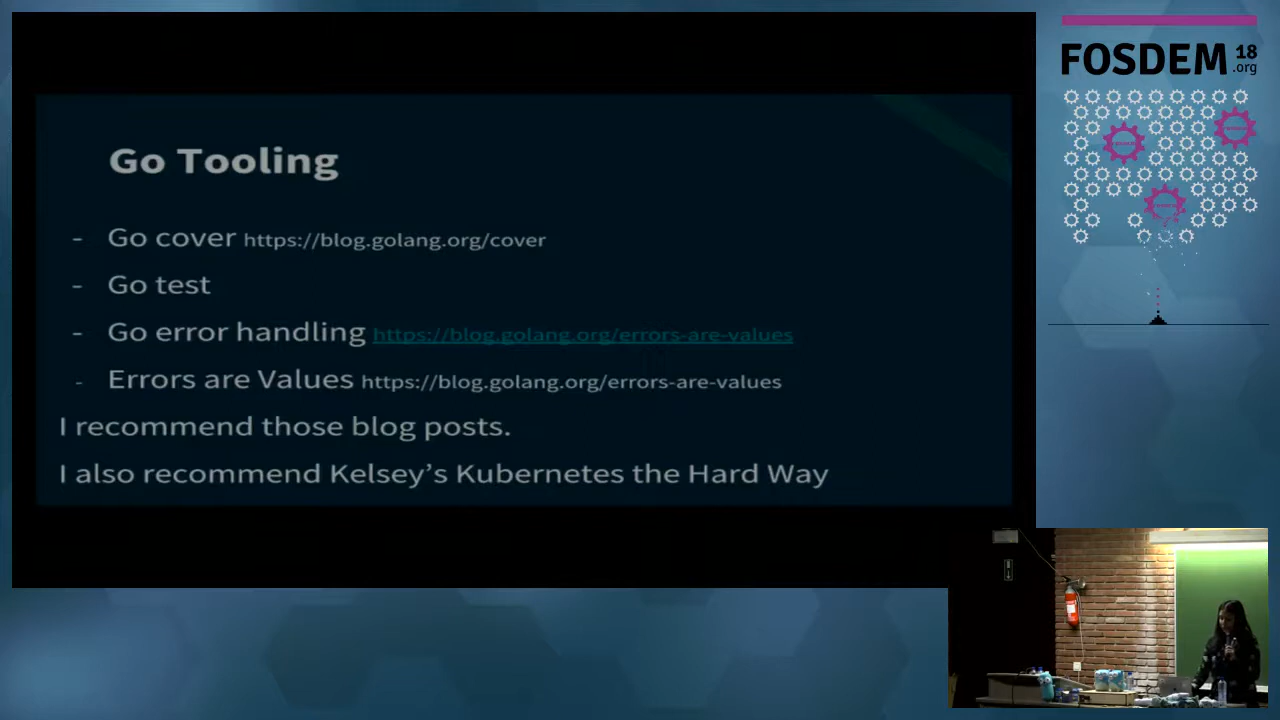 Go Tooling
- Go cover https://blog.golang.org/cover
- Go test
- Go error handling https://blog.golang.org/errors-are-values
- Errors are Values https://blog.golang.org/errors-are-values
I recommend those blog posts.
I also recommend Kelsey’s Kubernetes the Hard Way
FOSDEM 18
.org